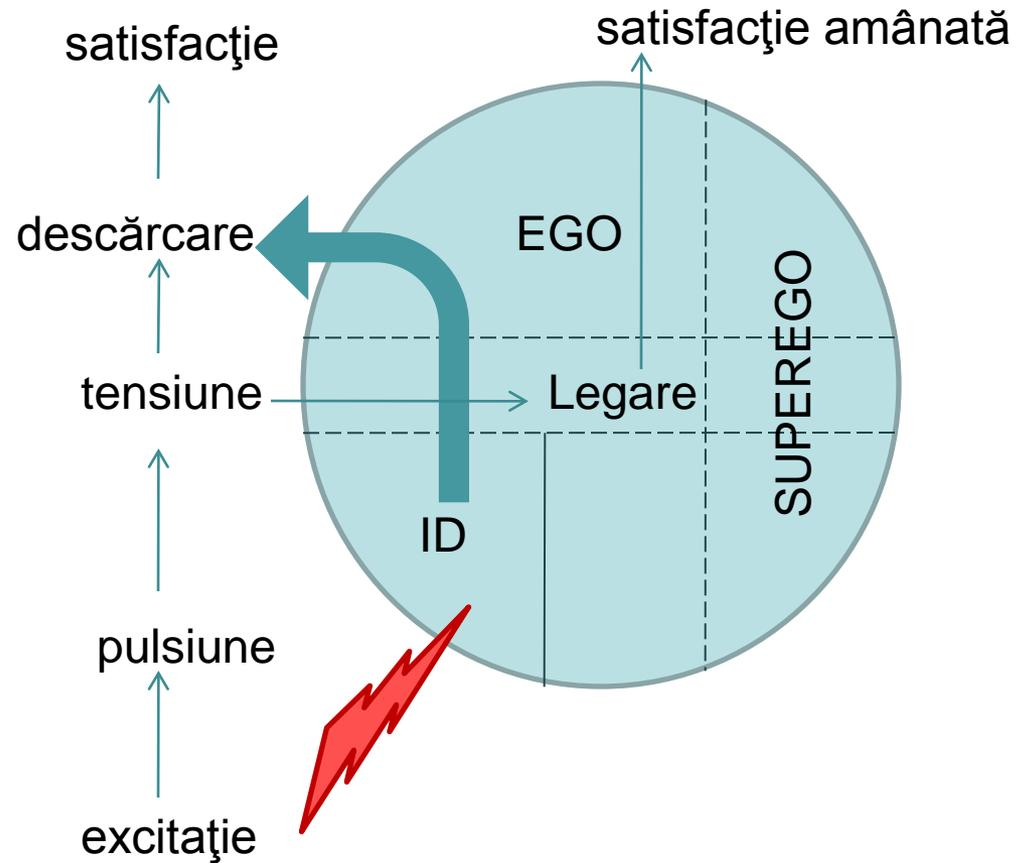 satisfacţie
satisfacţie amânată
descărcare
EGO
SUPEREGO
tensiune
Legare
ID
pulsiune
excitaţie